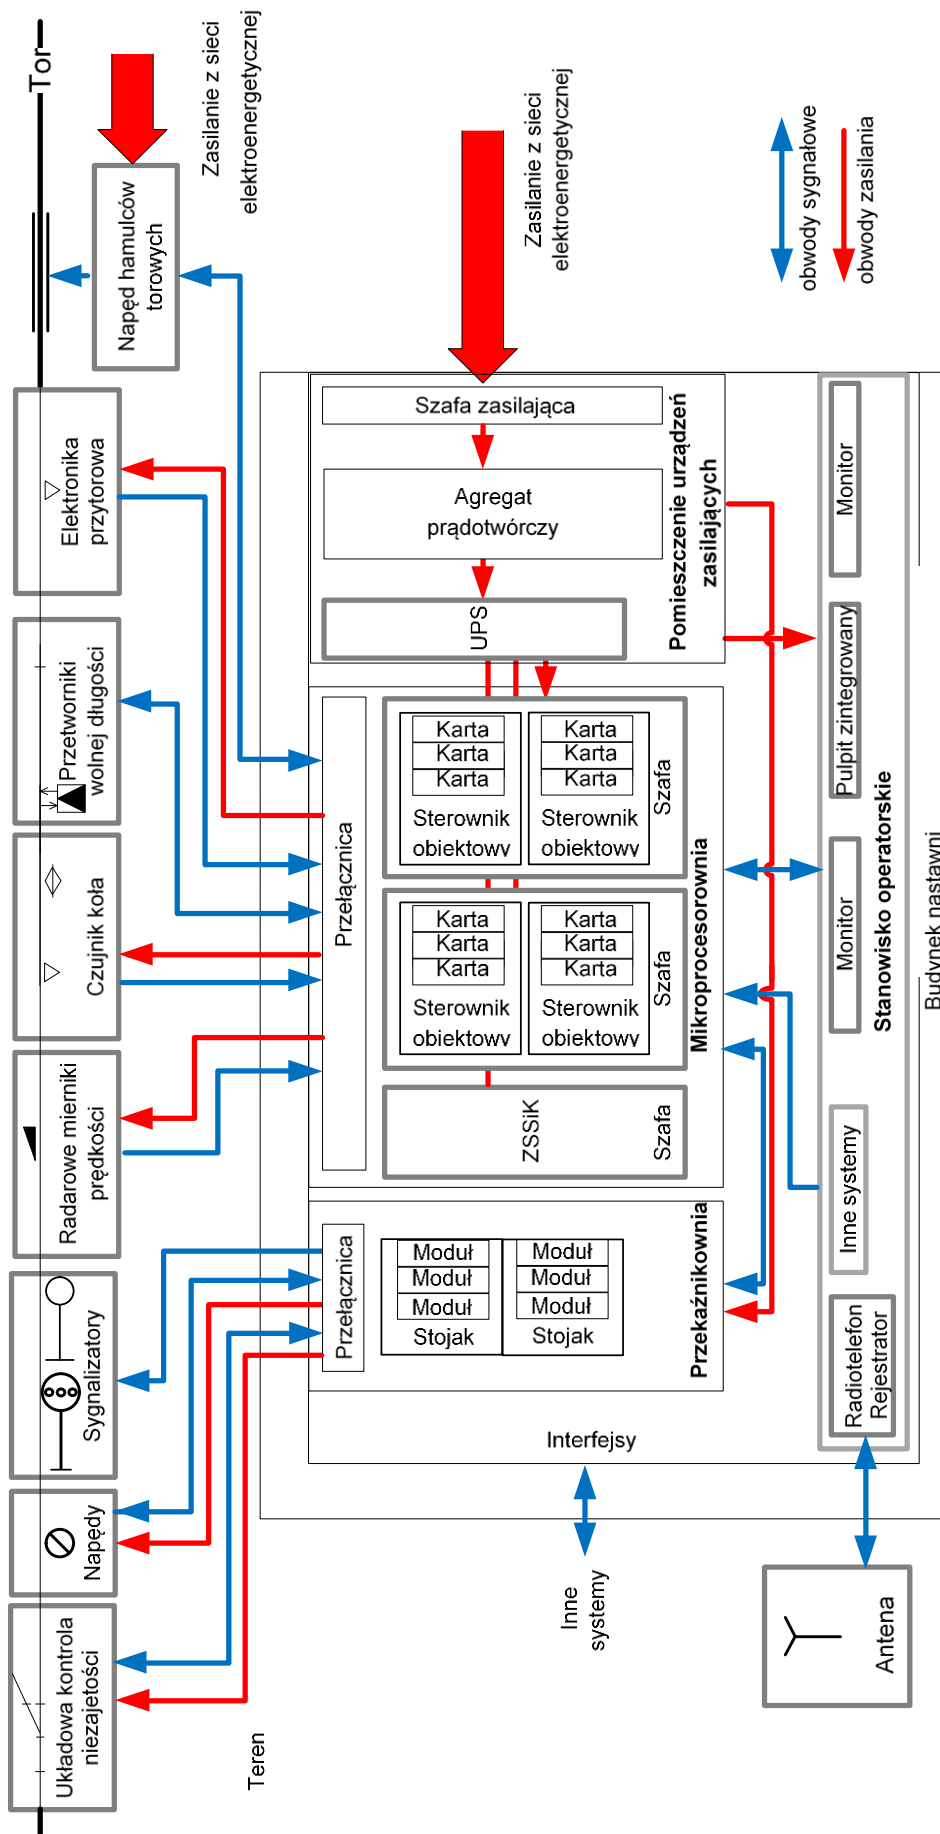 Układowa kontrola
niezajętości
Napędy
Sygnalizatory
Radarowe mierniki
prędkości
Czujnik koła
Przetworniki
wolnej długości
Elektronika
przytorowa
Napęd hamulców
torowych
Tor
Zasilanie z sieci
elektroenergetycznej
Teren
Przełącznica
Moduł
Moduł
Moduł
Stojak
Moduł
Moduł
Moduł
Stojak
Przekaźnikownia
Przełącznica
ZSSiK
Szafa
Karta
Karta
Karta
Sterownik
obiektowy
Karta
Karta
Karta
Sterownik
obiektowy
Szafa
Karta
Karta
Karta
Sterownik
obiektowy
Karta
Karta
Karta
Sterownik
obiektowy
Szafa
Mikroprocesorownia
UPS
Agregat
prądotwórczy
Szafa zasilająca
Pomieszczenie urządzeń
zasilających
Zasilanie z sieci
elektroenergetycznej
Interfejsy
Inne
systemy
Antena
Radiotelefon
Rejestrator
Inne systemy
Monitor
Pulpit zintegrowany
Monitor
Stanowisko operatorskie
Budynek nastawni
obwody sygnałowe
obwody zasilania